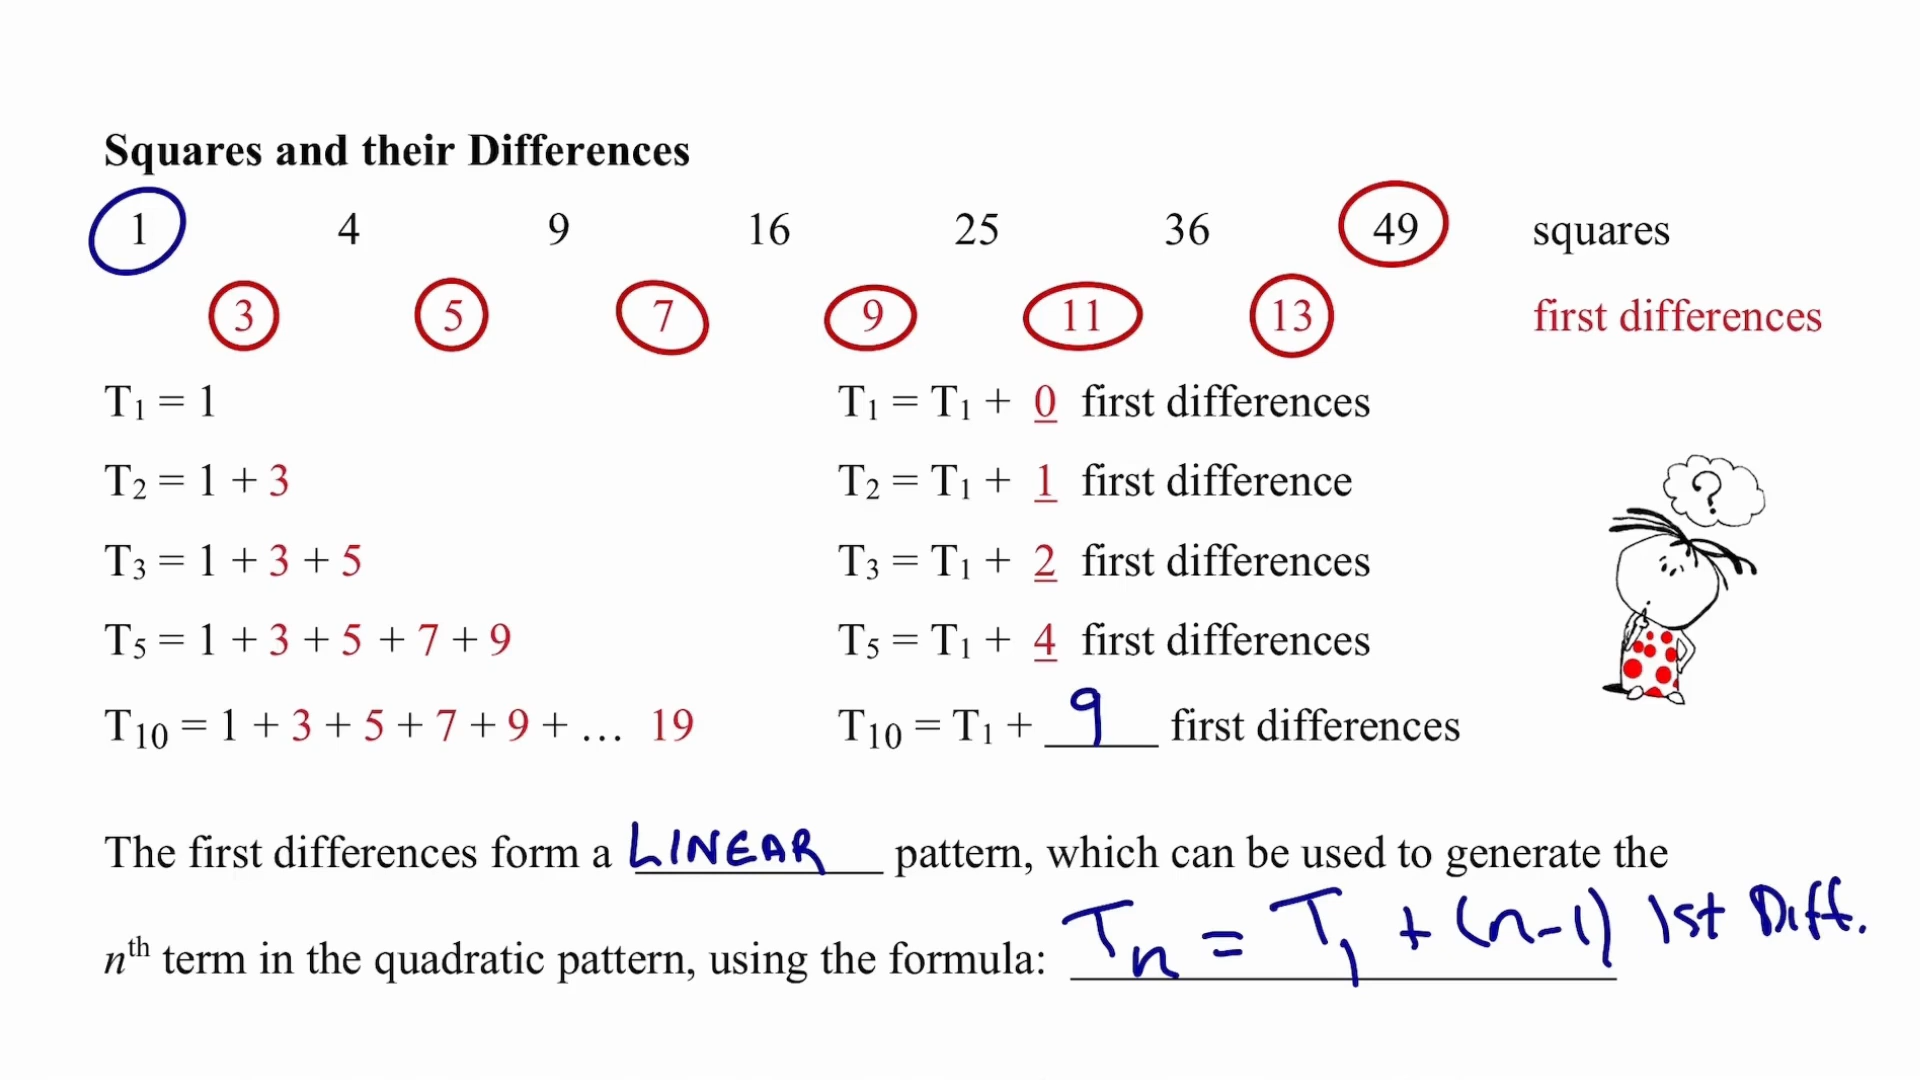 Squares and their Differences
1 4 9 16 25 36 49 squares
3 5 7 9 11 13 first differences
T₁ = 1 T₁ = T₁ + 0 first differences
T₂ = 1 + 3 T₂ = T₁ + 1 first difference
T₃ = 1 + 3 + 5 T₃ = T₁ + 2 first differences
T₅ = 1 + 3 + 5 + 7 + 9 T₅ = T₁ + 4 first differences
T₁₀ = 1 + 3 + 5 + 7 + 9 + … 19 T₁₀ = T₁ + 9 first differences
The first differences form a LINEAR pattern, which can be used to generate the
nᵗʰ term in the quadratic pattern, using the formula: Tₙ = T₁ + (n-1) 1st Diff.
?